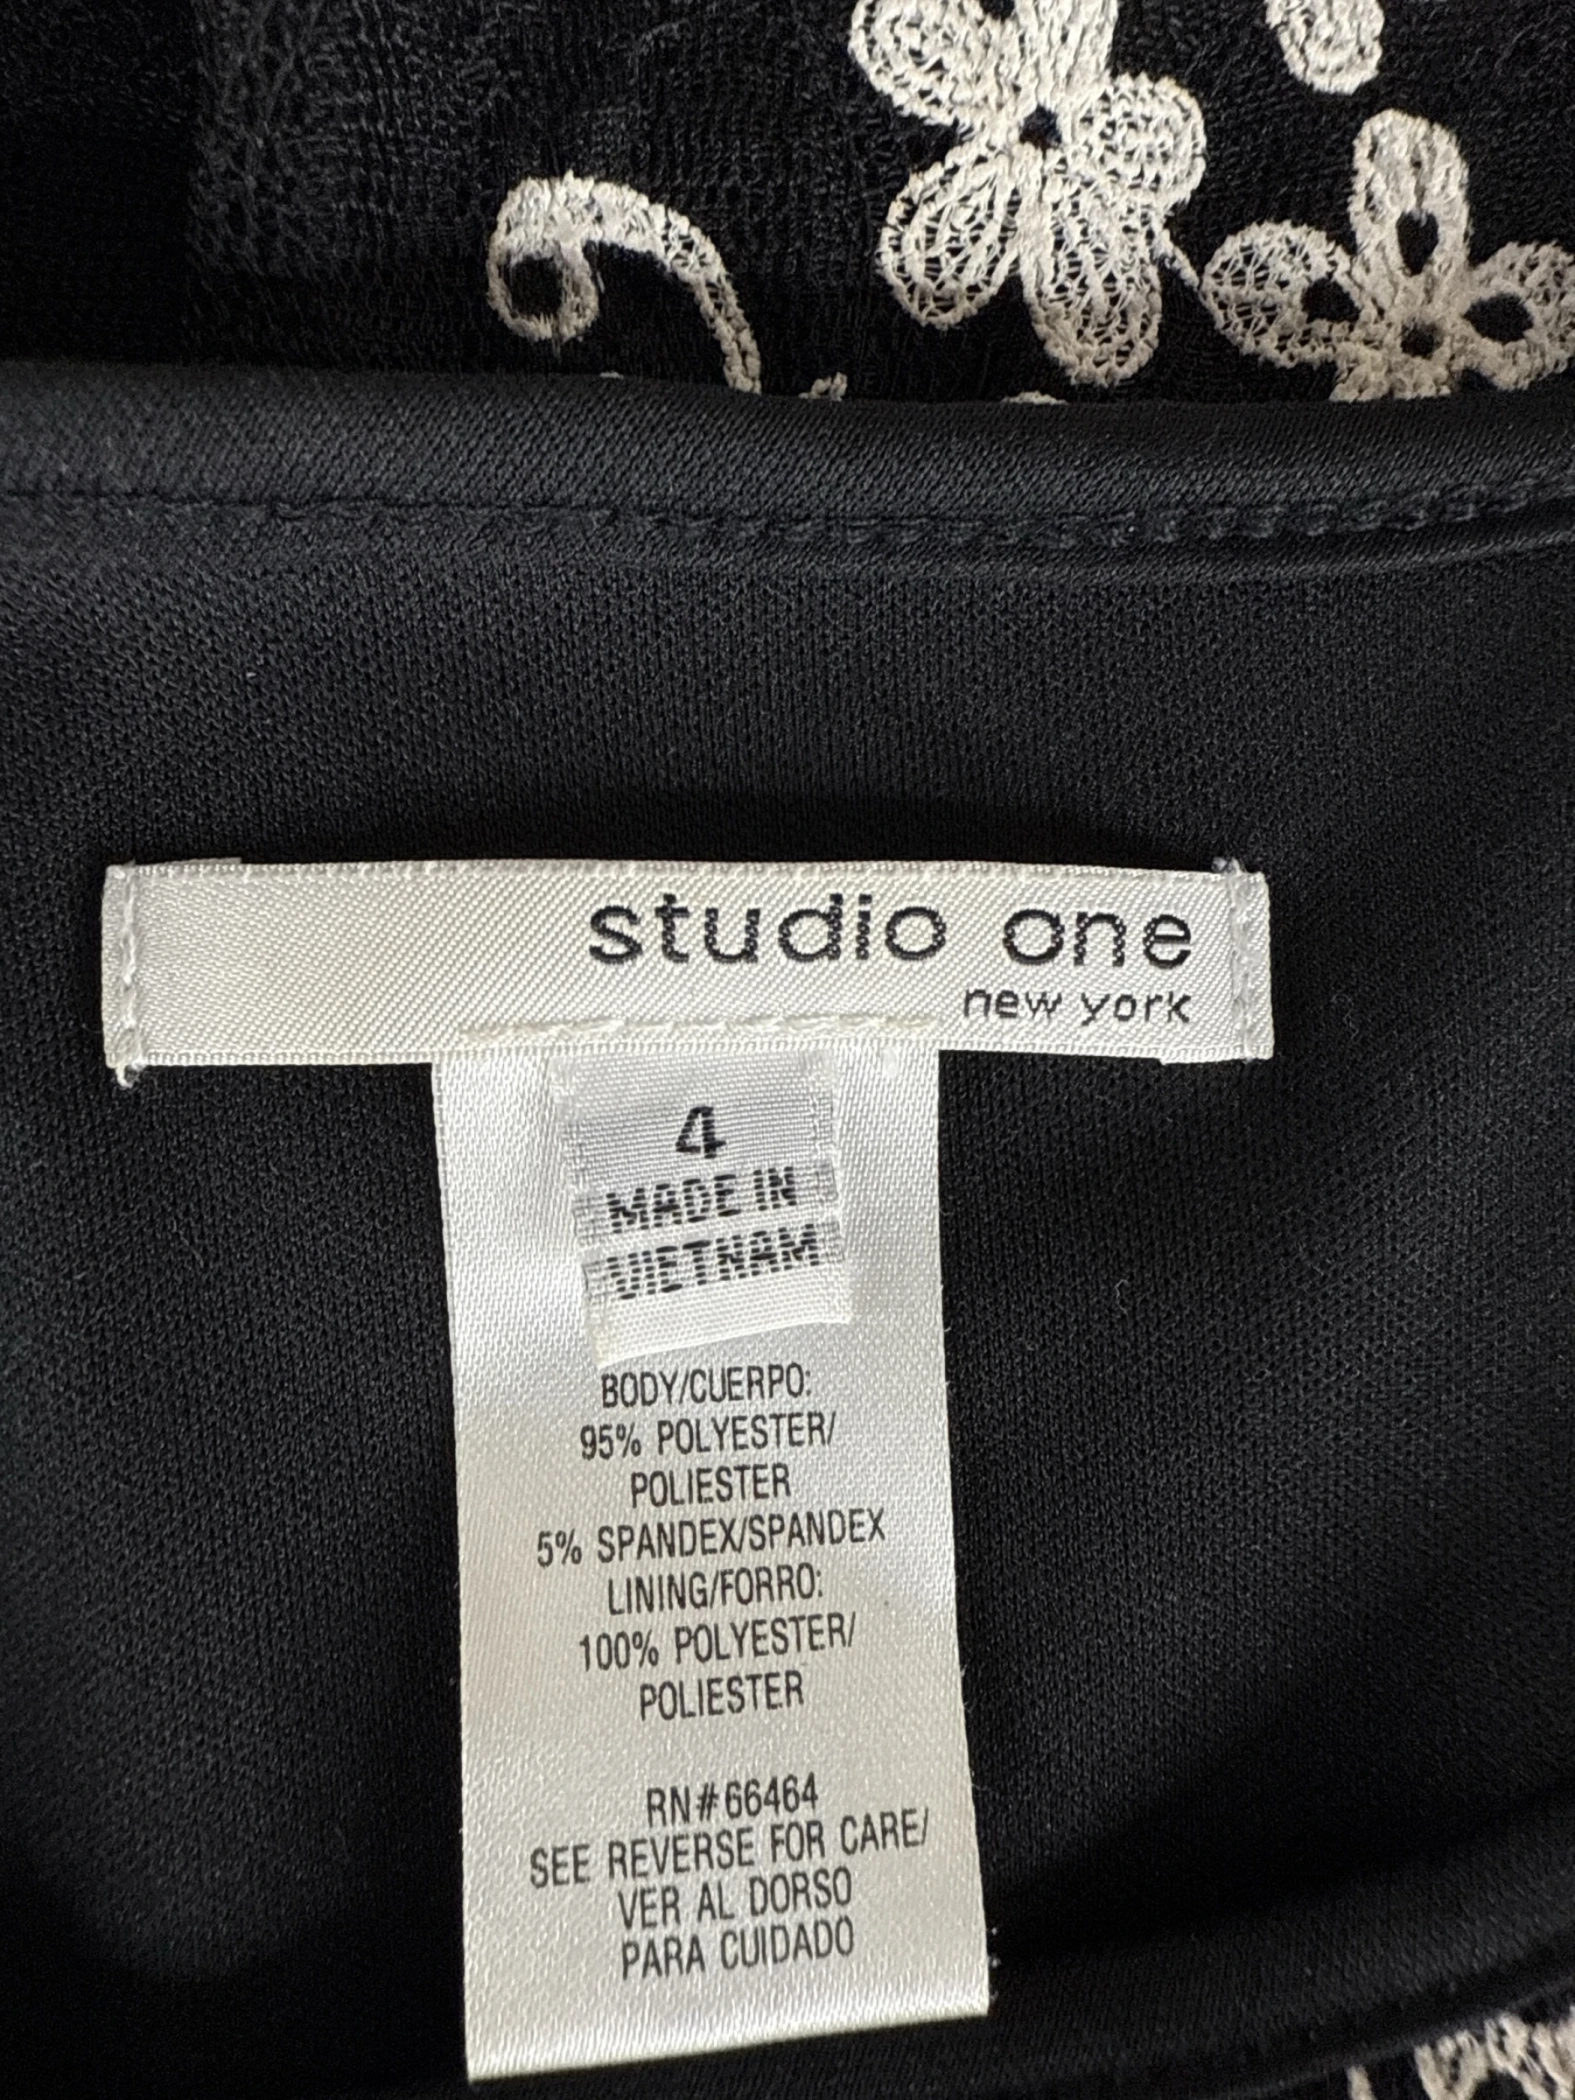 studio one
new york
4
MADE IN
VIETNAM
BODY/CUERPO:
95% POLYESTER/
POLIESTER
5% SPANDEX/SPANDEX
LINING/FORRO:
100% POLYESTER/
POLIESTER
RN#66464
SEE REVERSE FOR CARE/
VER AL DORSO
PARA CUIDADO